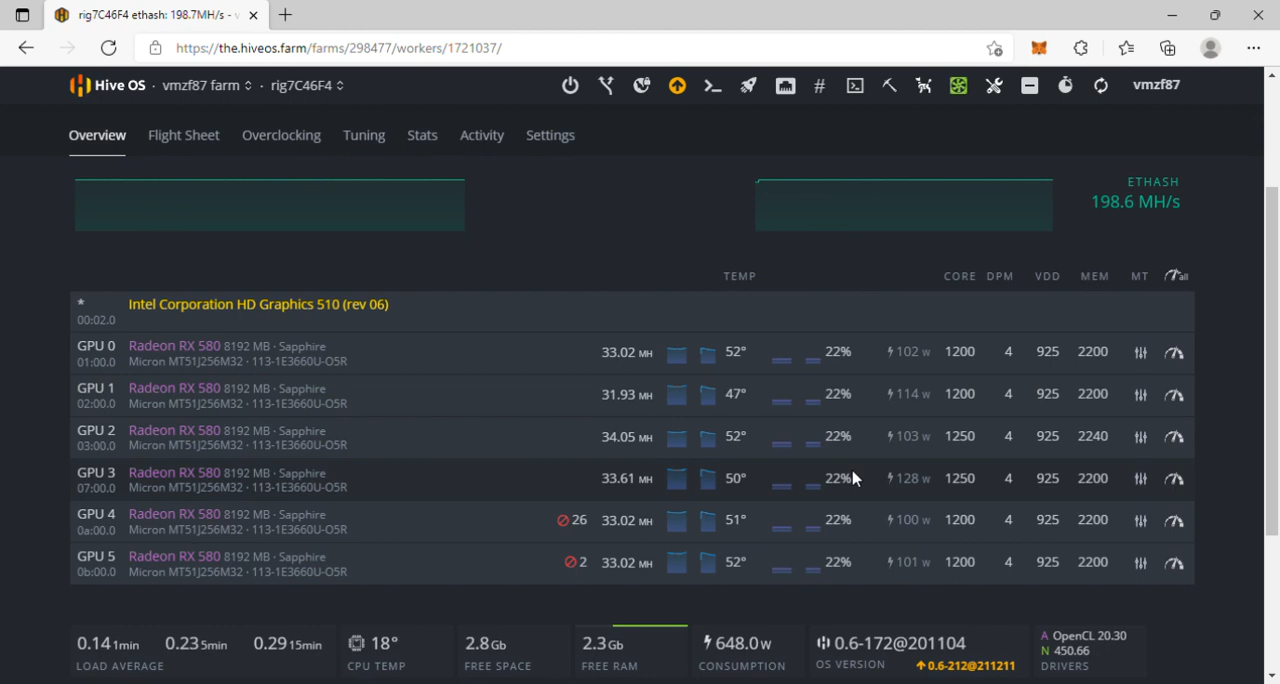 rig7C46F4 ethash: 198.7MH/s -
https://the.hiveos.farm/farms/298477/workers/1721037/
Hive OS · vmzf87 farm · rig7C46F4 # vmzf87
Overview Flight Sheet Overclocking Tuning Stats Activity Settings
ETHASH
198.6 MH/s
TEMP CORE DPM VDD MEM MT all
* Intel Corporation HD Graphics 510 (rev 06)
00:02.0
GPU 0 Radeon RX 580 8192 MB · Sapphire 33.02 MH 52° 22% 102 W 1200 4 925 2200
01:00.0 Micron MT51J256M32 · 113-1E3660U-O5R
GPU 1 Radeon RX 580 8192 MB · Sapphire 31.93 MH 47° 22% 114 W 1200 4 925 2200
02:00.0 Micron MT51J256M32 · 113-1E3660U-O5R
GPU 2 Radeon RX 580 8192 MB · Sapphire 34.05 MH 52° 22% 103 W 1250 4 925 2240
03:00.0 Micron MT51J256M32 · 113-1E3660U-O5R
GPU 3 Radeon RX 580 8192 MB · Sapphire 33.61 MH 50° 22% 128 W 1250 4 925 2200
07:00.0 Micron MT51J256M32 · 113-1E3660U-O5R
GPU 4 Radeon RX 580 8192 MB · Sapphire 26 33.02 MH 51° 22% 100 W 1200 4 925 2200
0a:00.0 Micron MT51J256M32 · 113-1E3660U-O5R
GPU 5 Radeon RX 580 8192 MB · Sapphire 2 33.02 MH 52° 22% 101 W 1200 4 925 2200
0b:00.0 Micron MT51J256M32 · 113-1E3660U-O5R
0.14 1min 0.23 5min 0.29 15min 18° 2.8 Gb 2.3 Gb 648.0 W 0.6-172@201104 A OpenCL 20.30
N 450.66
LOAD AVERAGE CPU TEMP FREE SPACE FREE RAM CONSUMPTION OS VERSION 0.6-212@211211 DRIVERS